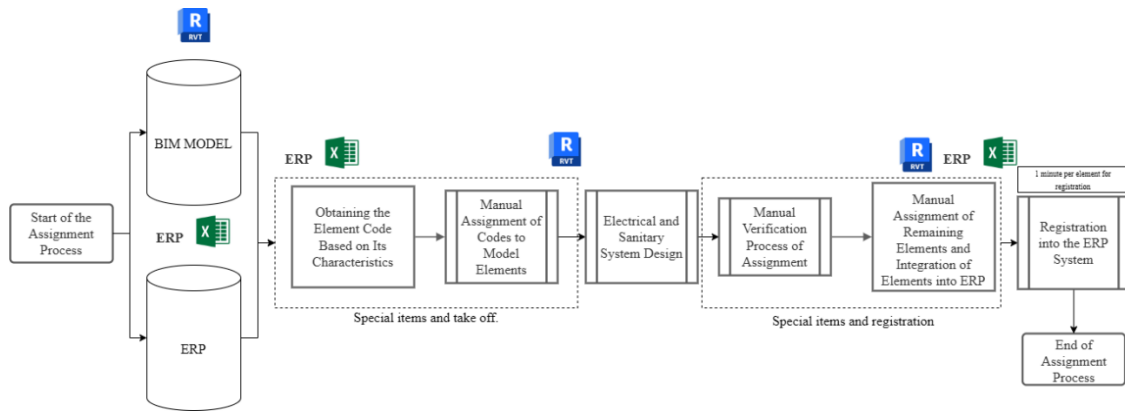 R
RVT
BIM MODEL
ERP
X
Start of the
Assignment
Process
ERP
ERP
X
R
RVT
Obtaining the
Element Code
Based on Its
Characteristics
Manual
Assignment of
Codes to Model
Elements
Special items and take off.
Electrical and
Sanitary
System Design
R
RVT
ERP
X
Manual
Verification
Process of
Assignment
Manual
Assignment of
Remaining
Elements and
Integration of
Elements into ERP
Special items and registration
1 minute per element for
registration
Registration
into the ERP
System
End of
Assignment
Process